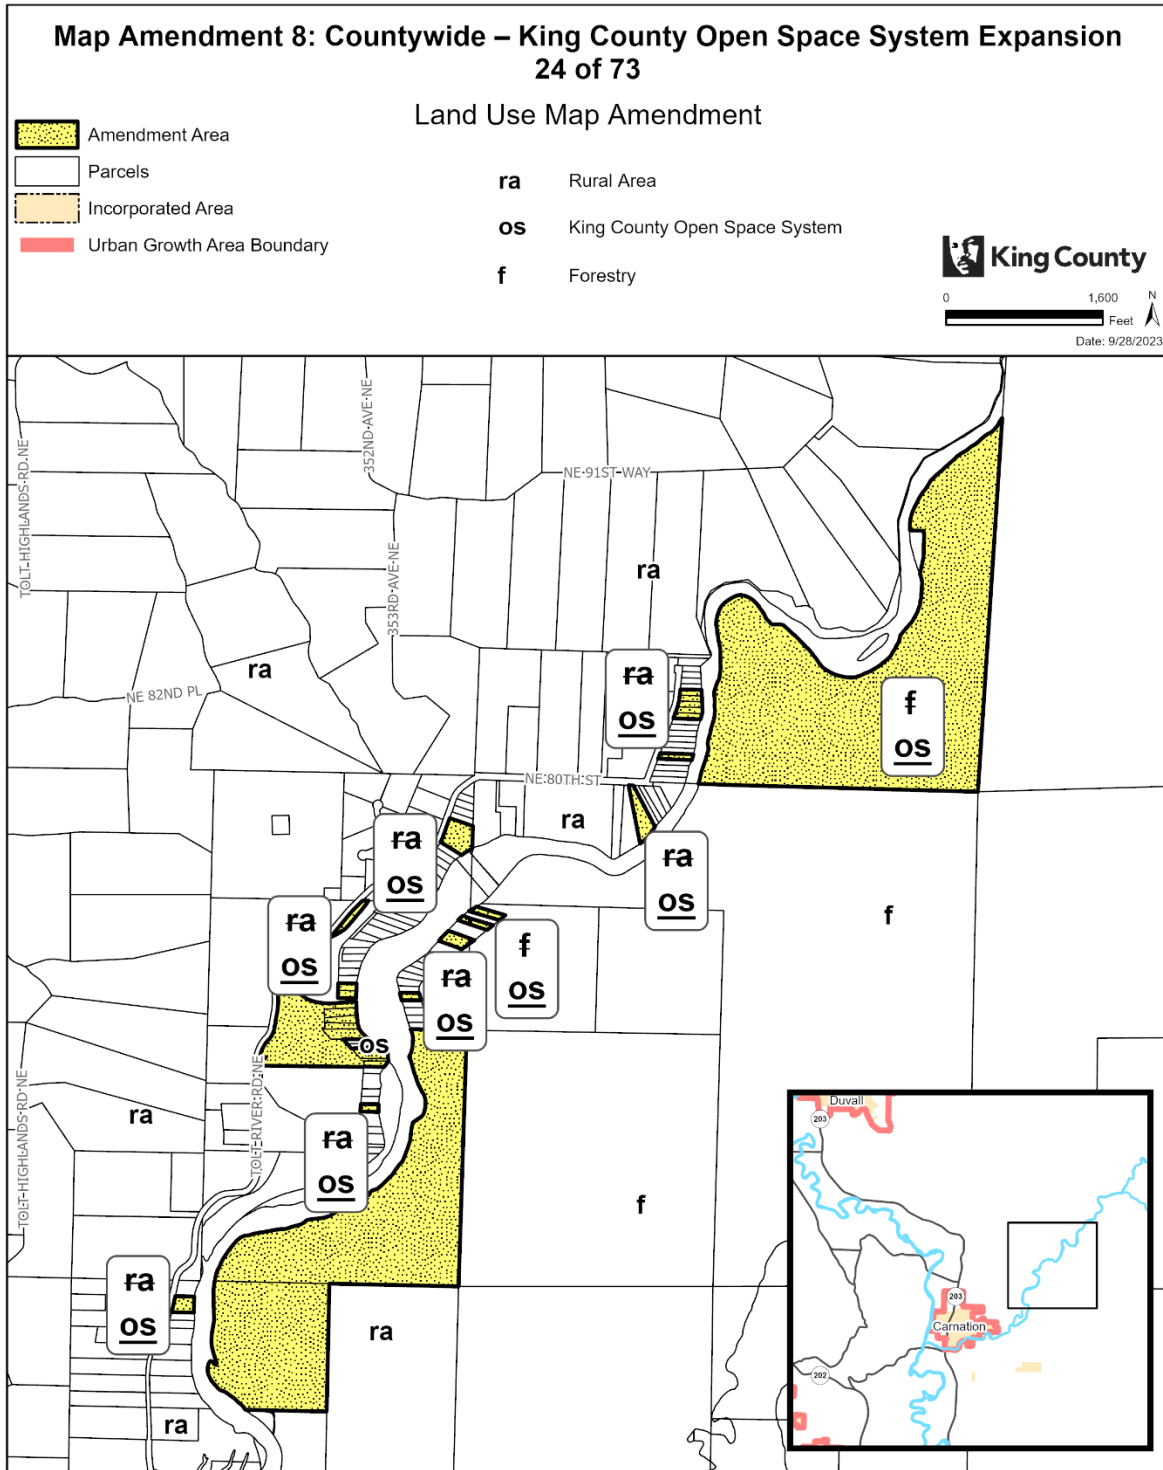 Map Amendment 8: Countywide – King County Open Space System Expansion
24 of 73
Land Use Map Amendment
Amendment Area
Parcels
Incorporated Area
Urban Growth Area Boundary
ra Rural Area
os King County Open Space System
f Forestry
King County
0 1,600
Feet
N
Date: 9/28/2023
352ND-AVE-NE
TOLT-HIGHLANDS-RD-NE
NE-91ST-WAY
353RD-AVE-NE
ra
ra
NE 82ND PL
ra
os
f
os
NE-80TH-ST
ra
ra
os
ra
os
f
ra
os
f
os
ra
os
os
TOLT-RIVER-RD-NE
TOLT-HIGHLANDS-RD-NE
ra
ra
os
f
ra
os
ra
ra
Duvall
203
203
Carnation
202